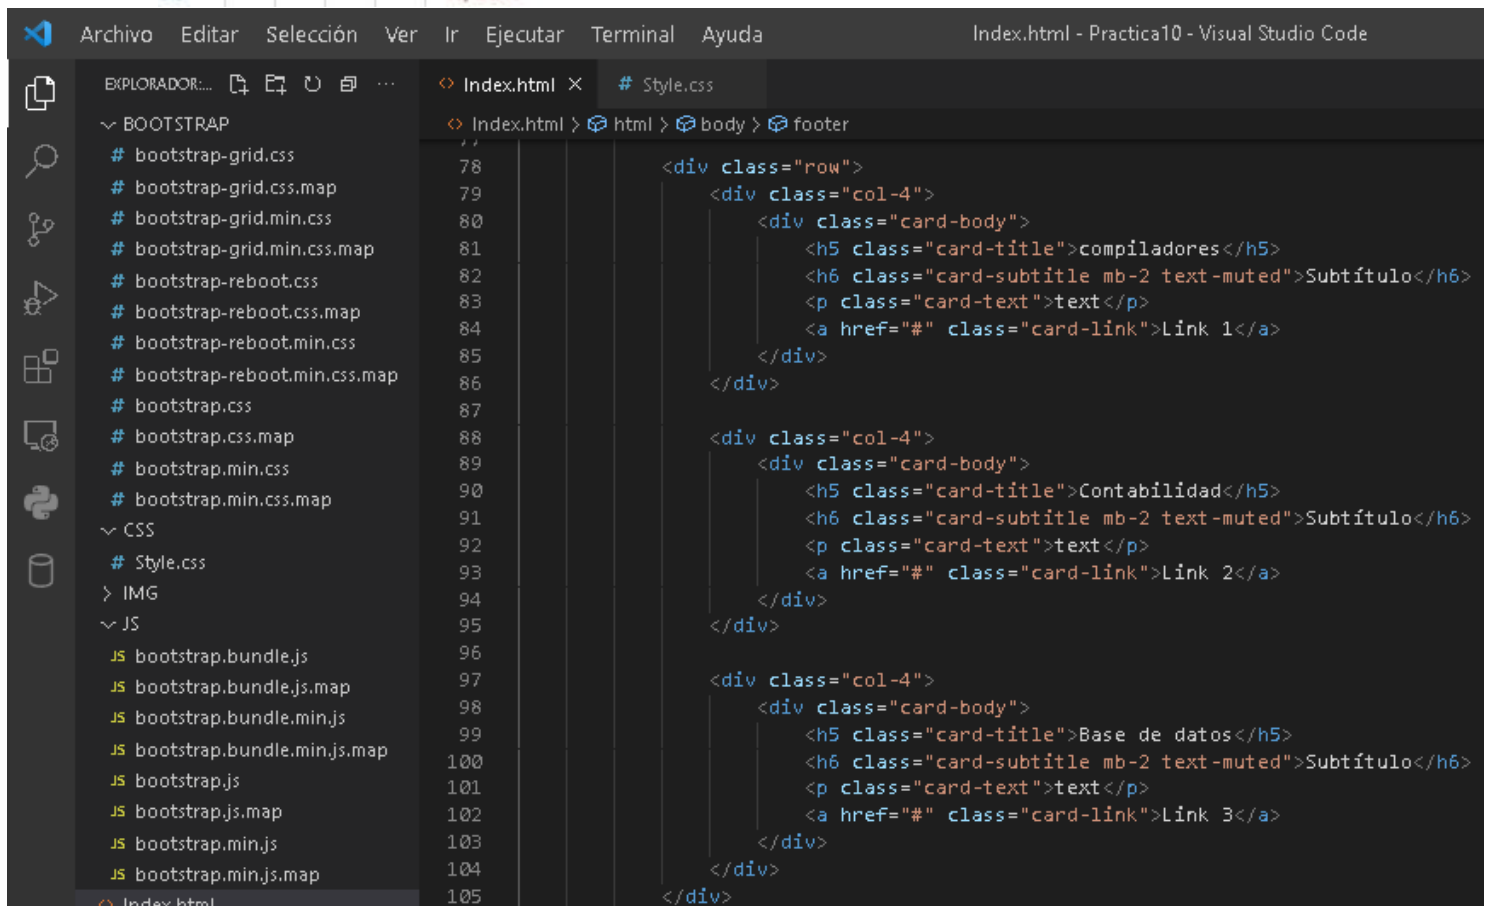 Archivo Editar Selección Ver Ir Ejecutar Terminal Ayuda Index.html - Practica10 - Visual Studio Code
EXPLORADOR:... ···
Index.html × # Style.css
Index.html > html > body > footer
BOOTSTRAP
# bootstrap-grid.css
# bootstrap-grid.css.map
# bootstrap-grid.min.css
# bootstrap-grid.min.css.map
# bootstrap-reboot.css
# bootstrap-reboot.css.map
# bootstrap-reboot.min.css
# bootstrap-reboot.min.css.map
# bootstrap.css
# bootstrap.css.map
# bootstrap.min.css
# bootstrap.min.css.map
CSS
# Style.css
> IMG
JS
JS bootstrap.bundle.js
JS bootstrap.bundle.js.map
JS bootstrap.bundle.min.js
JS bootstrap.bundle.min.js.map
JS bootstrap.js
JS bootstrap.js.map
JS bootstrap.min.js
JS bootstrap.min.js.map
Index.html
77
78 <div class="row">
79 <div class="col-4">
80 <div class="card-body">
81 <h5 class="card-title">compiladores</h5>
82 <h6 class="card-subtitle mb-2 text-muted">Subtítulo</h6>
83 <p class="card-text">text</p>
84 <a href="#" class="card-link">Link 1</a>
85 </div>
86 </div>
87
88 <div class="col-4">
89 <div class="card-body">
90 <h5 class="card-title">Contabilidad</h5>
91 <h6 class="card-subtitle mb-2 text-muted">Subtítulo</h6>
92 <p class="card-text">text</p>
93 <a href="#" class="card-link">Link 2</a>
94 </div>
95 </div>
96
97 <div class="col-4">
98 <div class="card-body">
99 <h5 class="card-title">Base de datos</h5>
100 <h6 class="card-subtitle mb-2 text-muted">Subtítulo</h6>
101 <p class="card-text">text</p>
102 <a href="#" class="card-link">Link 3</a>
103 </div>
104 </div>
105 </div>